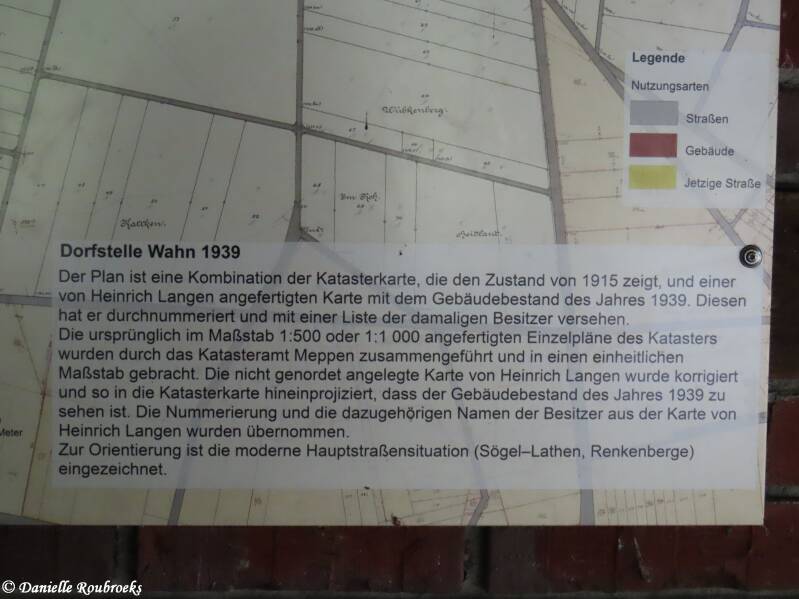 Legende
Nutzungsarten
Straßen
Gebäude
Jetzige Straße
Wübkenberg.
Dorfstelle Wahn 1939
Der Plan ist eine Kombination der Katasterkarte, die den Zustand von 1915 zeigt, und einer
von Heinrich Langen angefertigten Karte mit dem Gebäudebestand des Jahres 1939. Diesen
hat er durchnummeriert und mit einer Liste der damaligen Besitzer versehen.
Die ursprünglich im Maßstab 1:500 oder 1:1 000 angefertigten Einzelpläne des Katasters
wurden durch das Katasteramt Meppen zusammengeführt und in einen einheitlichen
Maßstab gebracht. Die nicht genordet angelegte Karte von Heinrich Langen wurde korrigiert
und so in die Katasterkarte hineinprojiziert, dass der Gebäudebestand des Jahres 1939 zu
sehen ist. Die Nummerierung und die dazugehörigen Namen der Besitzer aus der Karte von
Heinrich Langen wurden übernommen.
Zur Orientierung ist die moderne Hauptstraßensituation (Sögel–Lathen, Renkenberge)
eingezeichnet.
Meter
© Danielle Roubroeks